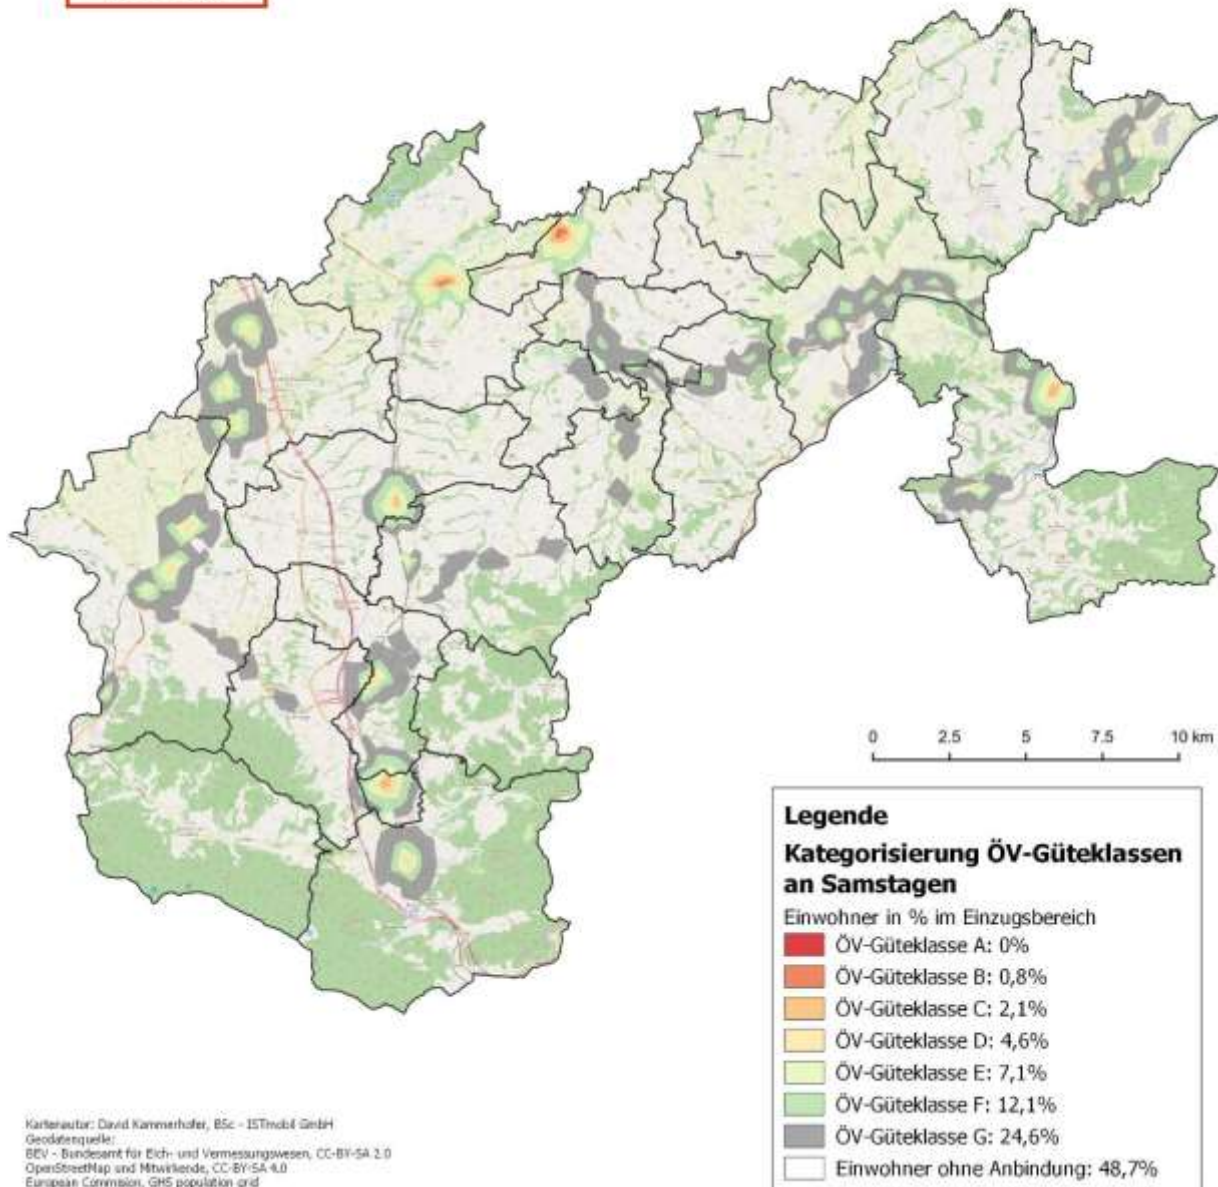 0 2.5 5 7.5 10 km
Legende
Kategorisierung ÖV-Güteklassen
an Samstagen
Einwohner in % im Einzugsbereich
ÖV-Güteklasse A: 0%
ÖV-Güteklasse B: 0,8%
ÖV-Güteklasse C: 2,1%
ÖV-Güteklasse D: 4,6%
ÖV-Güteklasse E: 7,1%
ÖV-Güteklasse F: 12,1%
ÖV-Güteklasse G: 24,6%
Einwohner ohne Anbindung: 48,7%
Kartenautor: David Kammerhofer, BSc - ISTmobil GmbH
Geodatenquelle:
BEV - Bundesamt für Eich- und Vermessungswesen, CC-BY-SA 2.0
OpenStreetMap und Mitwirkende, CC-BY-SA 4.0
European Commision, GHS population grid